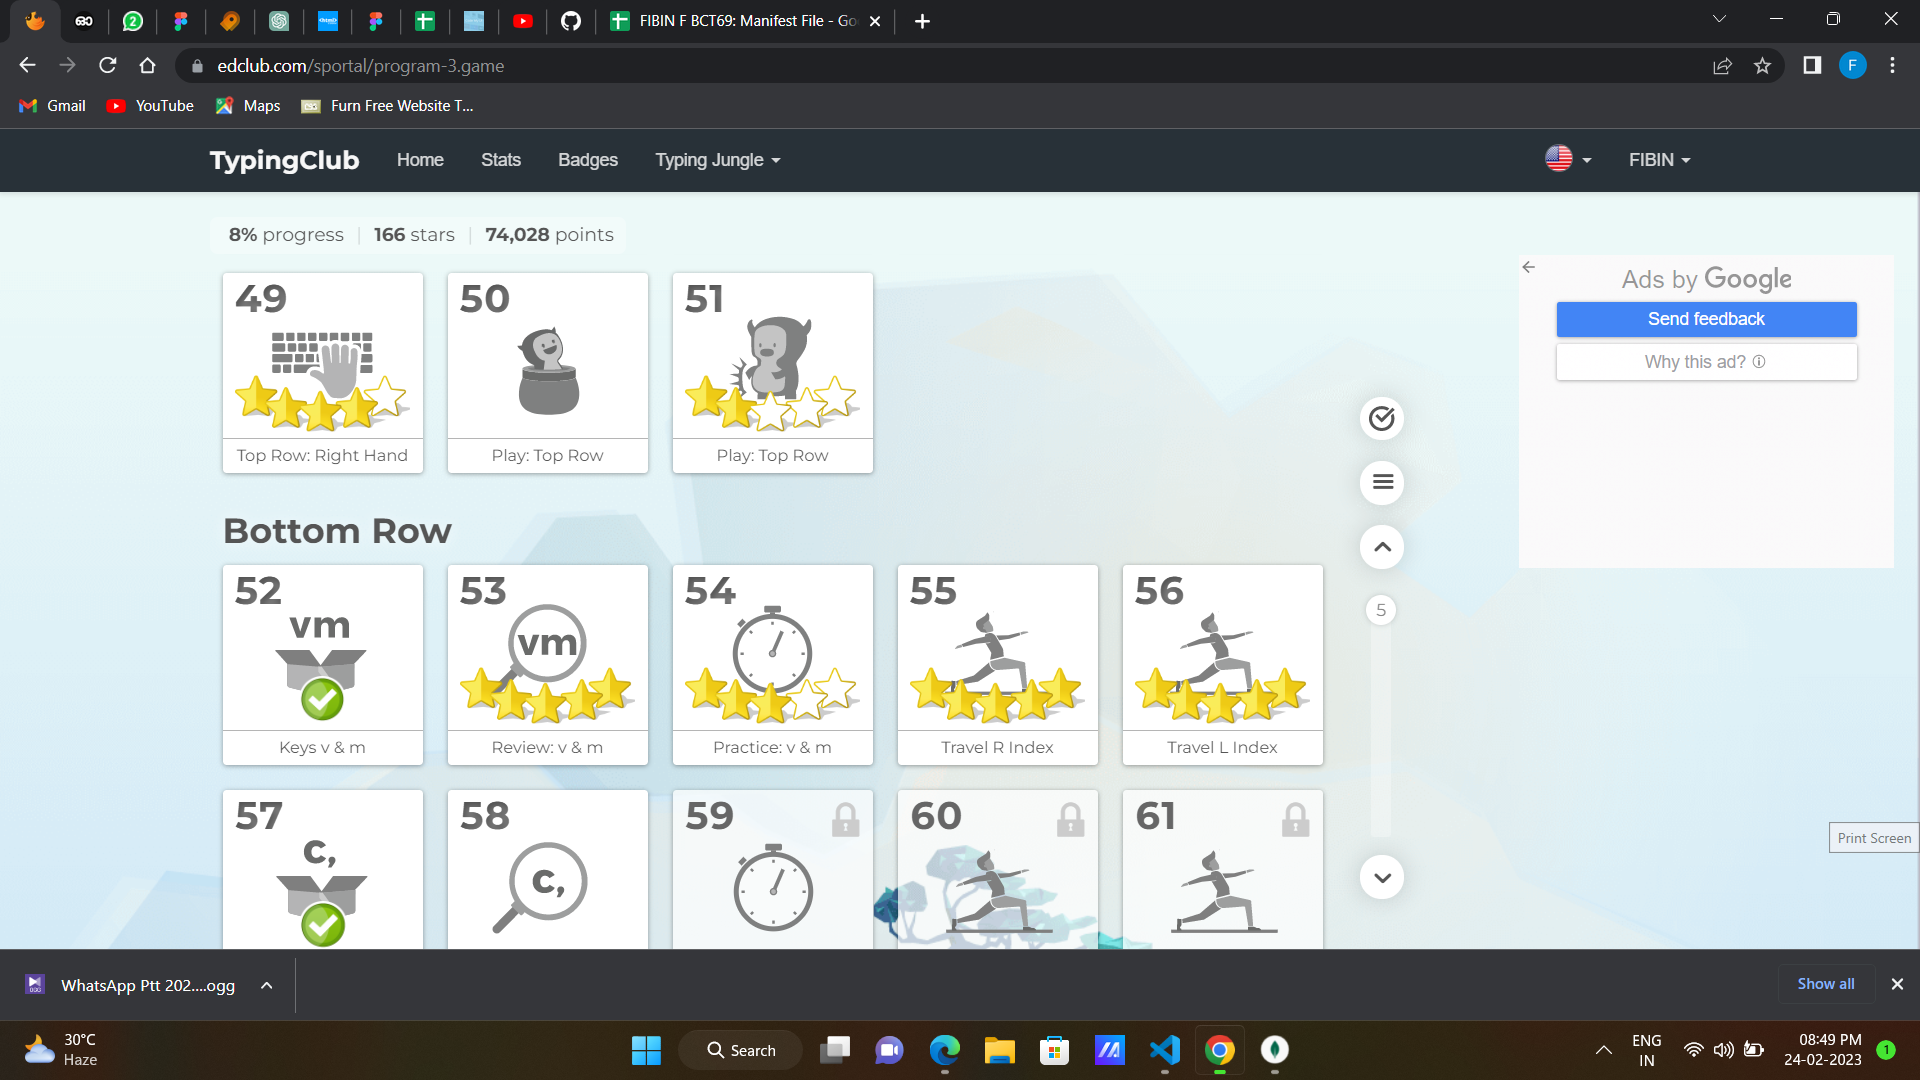 FIBIN F BCT69: Manifest File - Go
edclub.com/sportal/program-3.game
F
Gmail YouTube Maps Furn Free Website T...
TypingClub Home Stats Badges Typing Jungle FIBIN
8% progress 166 stars 74,028 points
Ads by Google
Send feedback
Why this ad?
49 50 51
Top Row: Right Hand Play: Top Row Play: Top Row
Bottom Row
52 53 54 55 56
vm vm
5
Keys v & m Review: v & m Practice: v & m Travel R Index Travel L Index
57 58 59 60 61
c, c,
Print Screen
WhatsApp Ptt 202....ogg Show all
30°C
Haze
Search
ENG
IN
08:49 PM
24-02-2023
1